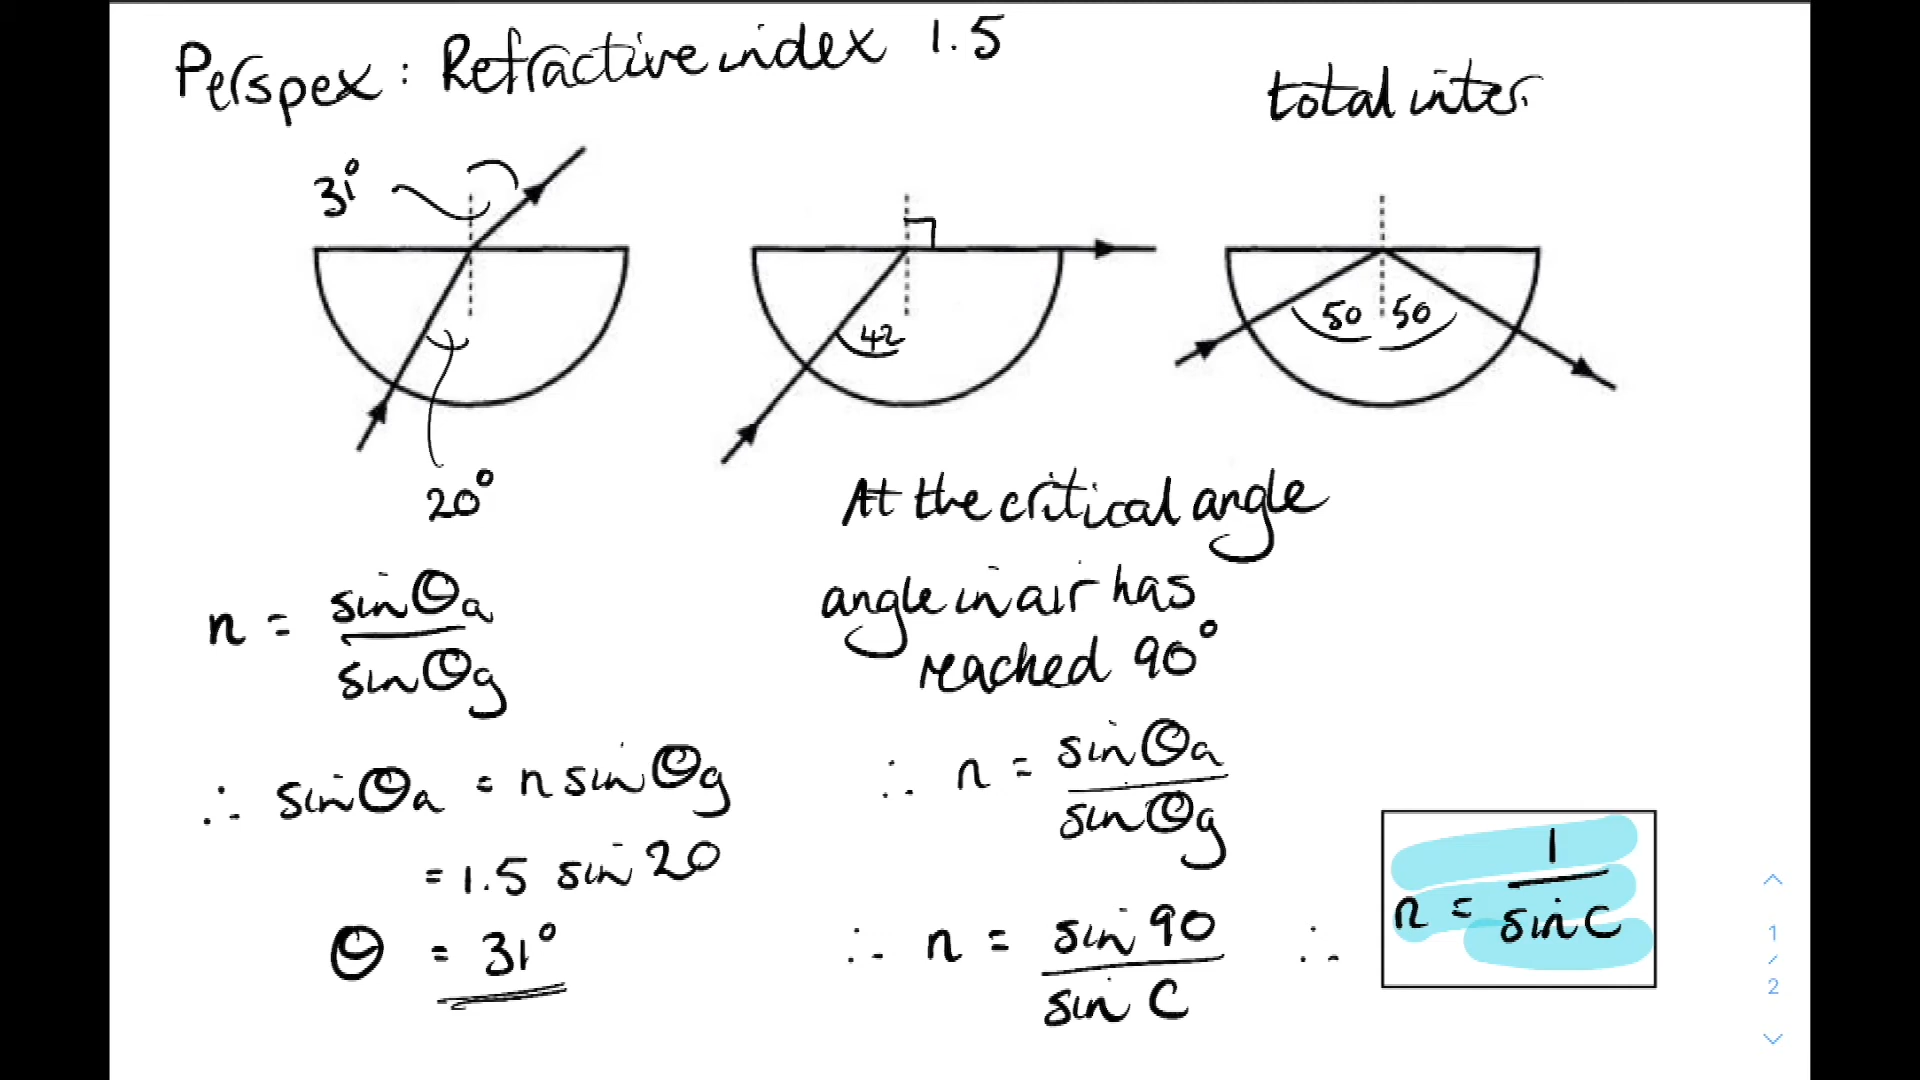 Perspex : Refractive index 1.5
total inter
31°
42
50 50
20°
At the critical angle
angle in air has
reached 90°
n = sinθa / sinθg
∴ sinθa = n sinθg
= 1.5 sin 20
θ = 31°
∴ n = sinθa / sinθg
∴ n = sin 90 / sin C
∴ n = 1 / sin C
1 / 2